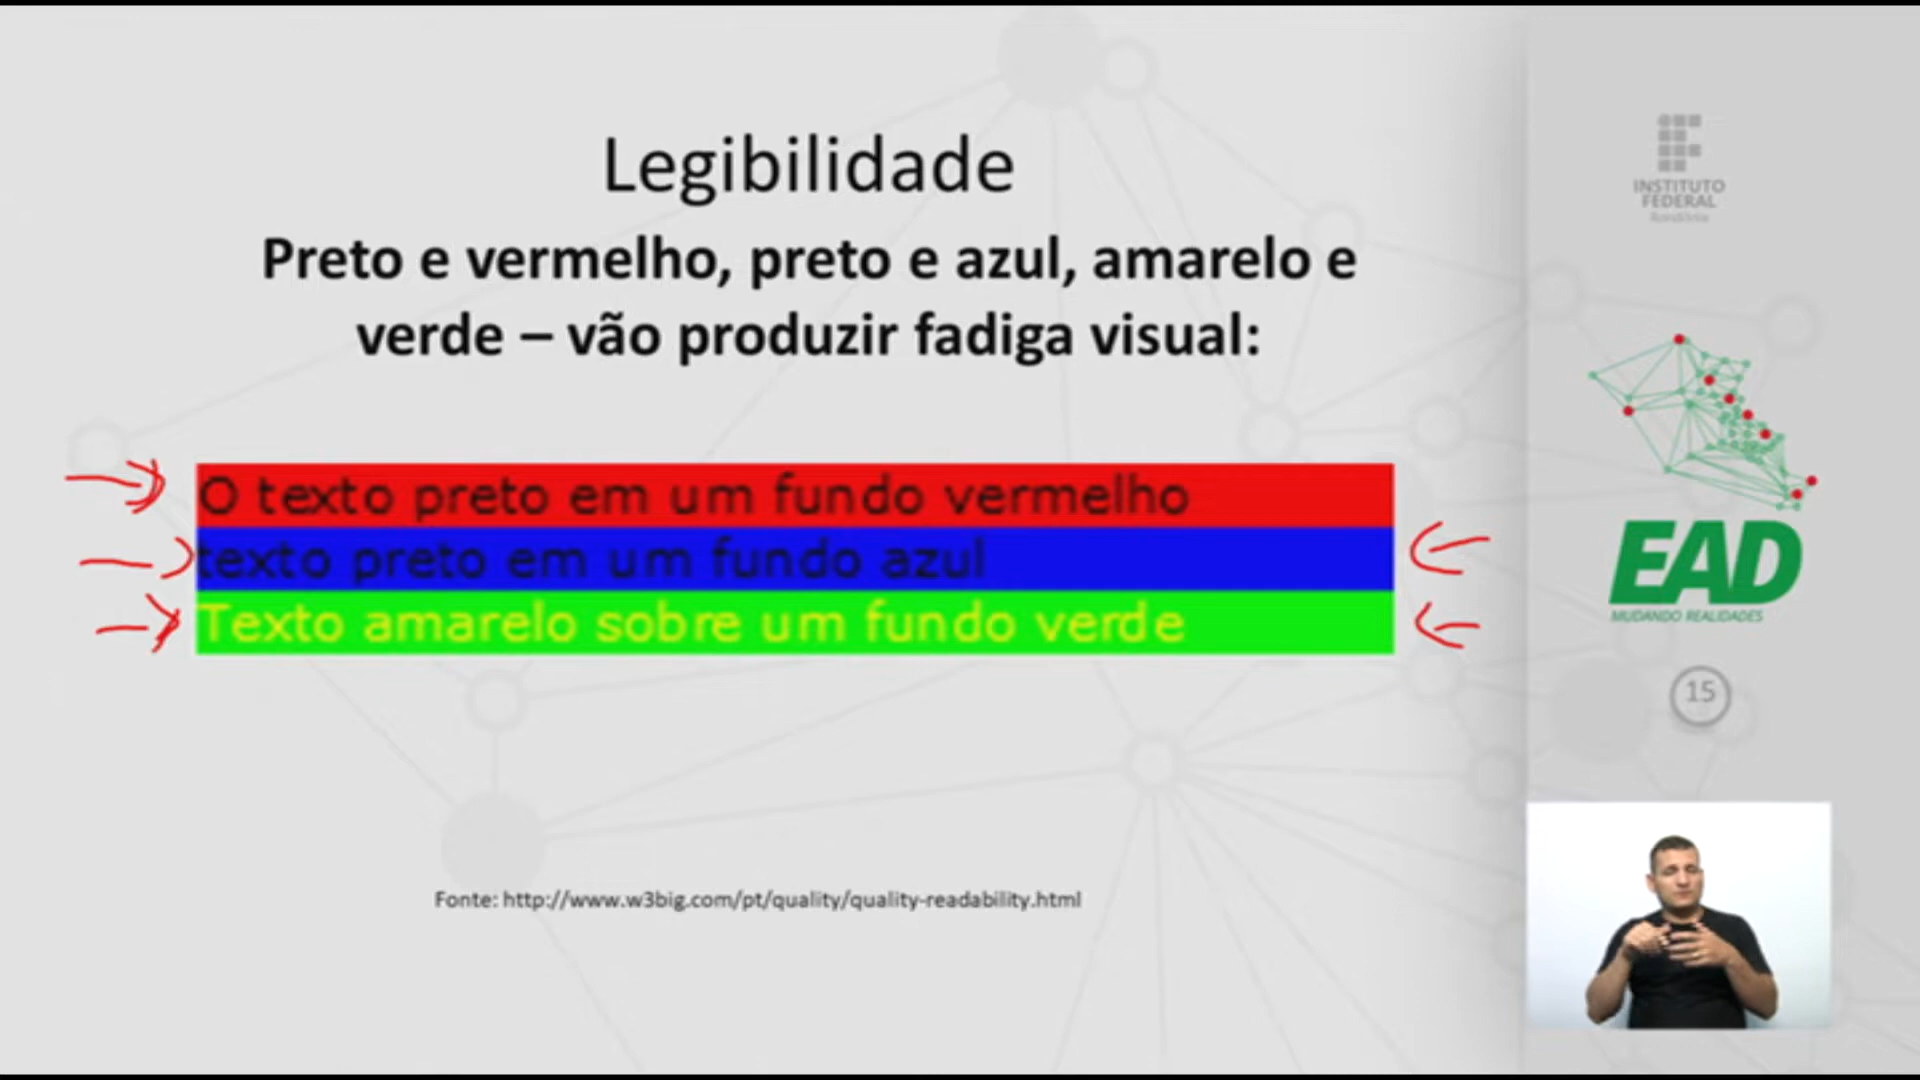 Legibilidade
Preto e vermelho, preto e azul, amarelo e
verde – vão produzir fadiga visual:
O texto preto em um fundo vermelho
texto preto em um fundo azul
Texto amarelo sobre um fundo verde
Fonte: http://www.w3big.com/pt/quality/quality-readability.html
INSTITUTO
FEDERAL
Rondônia
EAD
MUDANDO REALIDADES
15